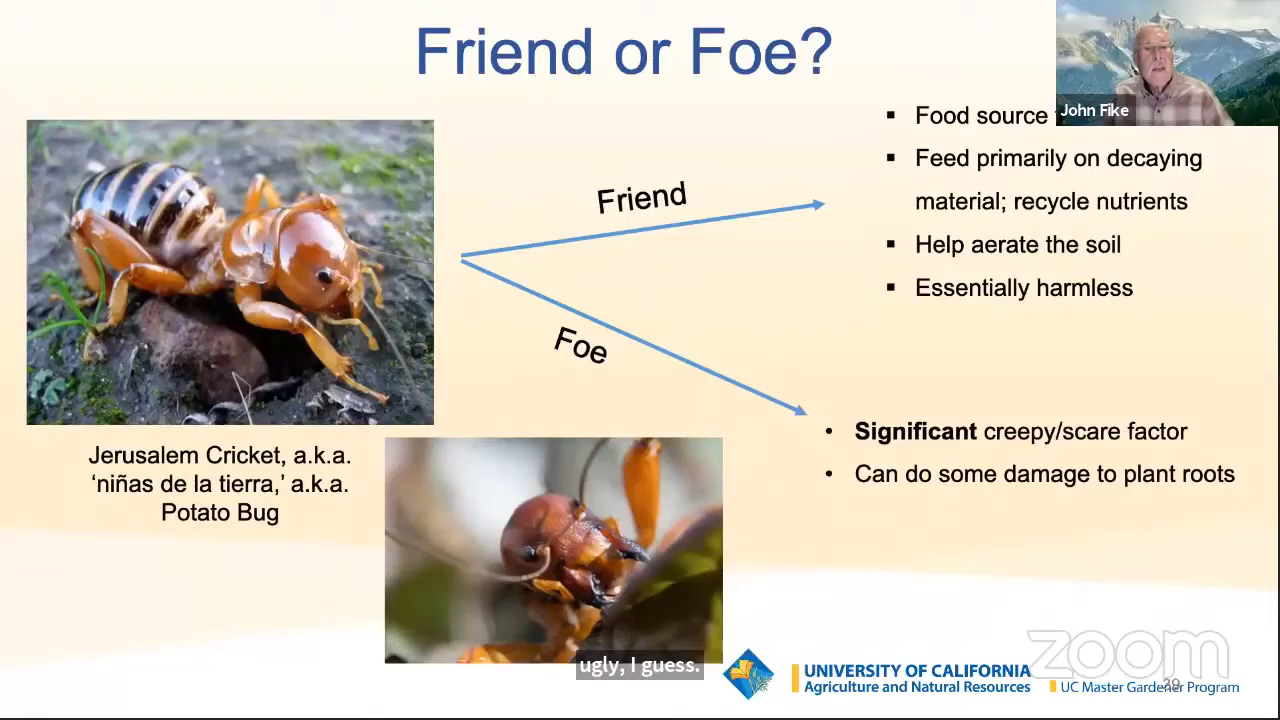 Friend or Foe?
John Fike
▪ Food source
▪ Feed primarily on decaying
material; recycle nutrients
▪ Help aerate the soil
▪ Essentially harmless
Friend
Foe
• Significant creepy/scare factor
• Can do some damage to plant roots
Jerusalem Cricket, a.k.a.
‘niñas de la tierra,’ a.k.a.
Potato Bug
ugly, I guess.
zoom
UNIVERSITY OF CALIFORNIA
Agriculture and Natural Resources
UC Master Gardener Program
39